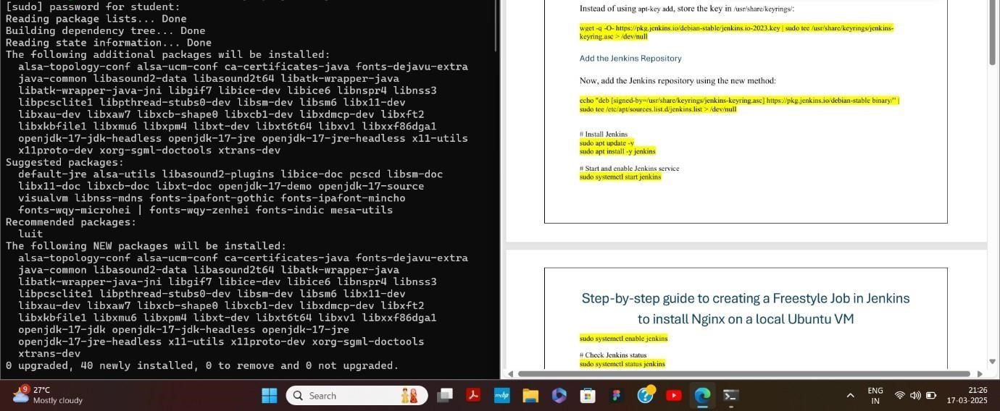 [sudo] password for student:
Reading package lists... Done
Building dependency tree... Done
Reading state information... Done
The following additional packages will be installed:
alsa-topology-conf alsa-ucm-conf ca-certificates-java fonts-dejavu-extra
java-common libasound2-data libasound2t64 libatk-wrapper-java
libatk-wrapper-java-jni libgif7 libice-dev libice6 libnspr4 libnss3
libpcsclite1 libpthread-stubs0-dev libsm-dev libsm6 libx11-dev
libxau-dev libxaw7 libxcb-shape0 libxcb1-dev libxdmcp-dev libxft2
libxkbfile1 libxmu6 libxpm4 libxt-dev libxt6t64 libxv1 libxxf86dga1
openjdk-17-jdk-headless openjdk-17-jre openjdk-17-jre-headless x11-utils
x11proto-dev xorg-sgml-doctools xtrans-dev
Suggested packages:
default-jre alsa-utils libasound2-plugins libice-doc pcscd libsm-doc
libx11-doc libxcb-doc libxt-doc openjdk-17-demo openjdk-17-source
visualvm libnss-mdns fonts-ipafont-gothic fonts-ipafont-mincho
fonts-wqy-microhei | fonts-wqy-zenhei fonts-indic mesa-utils
Recommended packages:
luit
The following NEW packages will be installed:
alsa-topology-conf alsa-ucm-conf ca-certificates-java fonts-dejavu-extra
java-common libasound2-data libasound2t64 libatk-wrapper-java
libatk-wrapper-java-jni libgif7 libice-dev libice6 libnspr4 libnss3
libpcsclite1 libpthread-stubs0-dev libsm-dev libsm6 libx11-dev
libxau-dev libxaw7 libxcb-shape0 libxcb1-dev libxdmcp-dev libxft2
libxkbfile1 libxmu6 libxpm4 libxt-dev libxt6t64 libxv1 libxxf86dga1
openjdk-17-jdk openjdk-17-jdk-headless openjdk-17-jre
openjdk-17-jre-headless x11-utils x11proto-dev xorg-sgml-doctools
xtrans-dev
0 upgraded, 40 newly installed, 0 to remove and 0 not upgraded.
Instead of using apt-key add, store the key in /usr/share/keyrings/:
wget -q -O- https://pkg.jenkins.io/debian-stable/jenkins.io-2023.key | sudo tee /usr/share/keyrings/jenkins-
keyring.asc > /dev/null
Add the Jenkins Repository
Now, add the Jenkins repository using the new method:
echo "deb [signed-by=/usr/share/keyrings/jenkins-keyring.asc] https://pkg.jenkins.io/debian-stable binary/" |
sudo tee /etc/apt/sources.list.d/jenkins.list > /dev/null
# Install Jenkins
sudo apt update -y
sudo apt install -y jenkins
# Start and enable Jenkins service
sudo systemctl start jenkins
Step-by-step guide to creating a Freestyle Job in Jenkins
to install Nginx on a local Ubuntu VM
sudo systemctl enable jenkins
# Check Jenkins status
sudo systemctl status jenkins
9
27°C
Mostly cloudy
Search
myhp
ENG
IN
21:26
17-03-2025